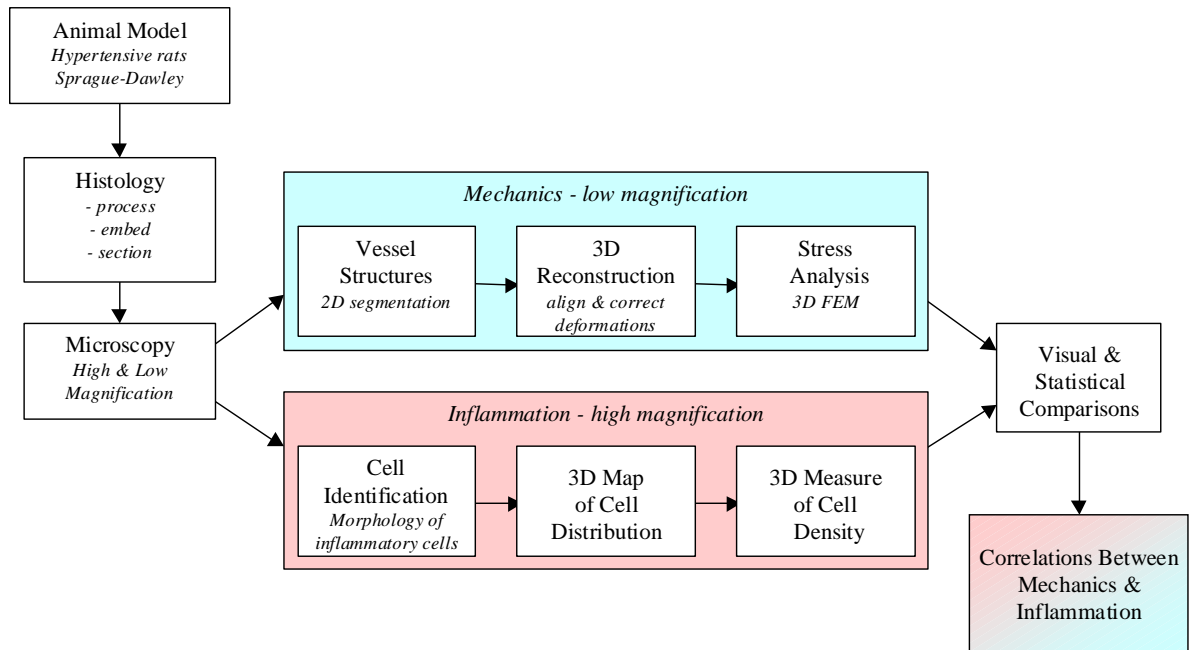 Animal Model
Hypertensive rats
Sprague-Dawley
Histology
- process
- embed
- section
Microscopy
High & Low
Magnification
Mechanics - low magnification
Vessel
Structures
2D segmentation
3D
Reconstruction
align & correct
deformations
Stress
Analysis
3D FEM
Inflammation - high magnification
Cell
Identification
Morphology of
inflammatory cells
3D Map
of Cell
Distribution
3D Measure
of Cell
Density
Visual &
Statistical
Comparisons
Correlations Between
Mechanics &
Inflammation